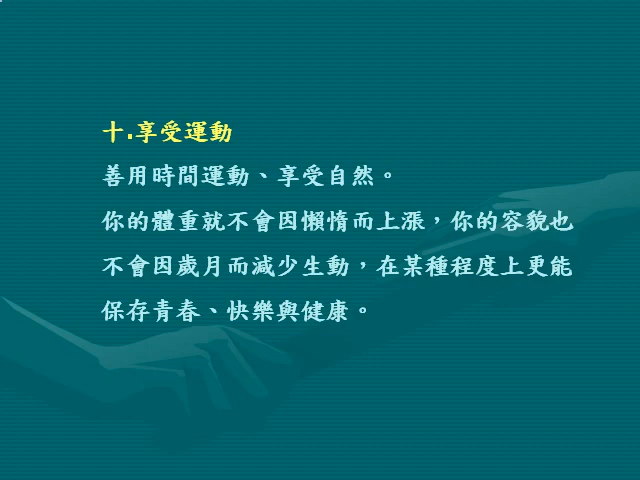 十.享受運動
善用時間運動、享受自然。
你的體重就不會因懶惰而上漲，你的容貌也
不會因歲月而減少生動，在某種程度上更能
保存青春、快樂與健康。